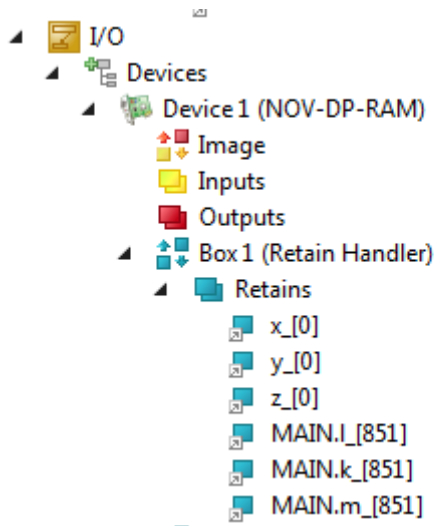 I/O
Devices
Device 1 (NOV-DP-RAM)
Image
Inputs
Outputs
Box 1 (Retain Handler)
Retains
x_[0]
y_[0]
z_[0]
MAIN.l_[851]
MAIN.k_[851]
MAIN.m_[851]